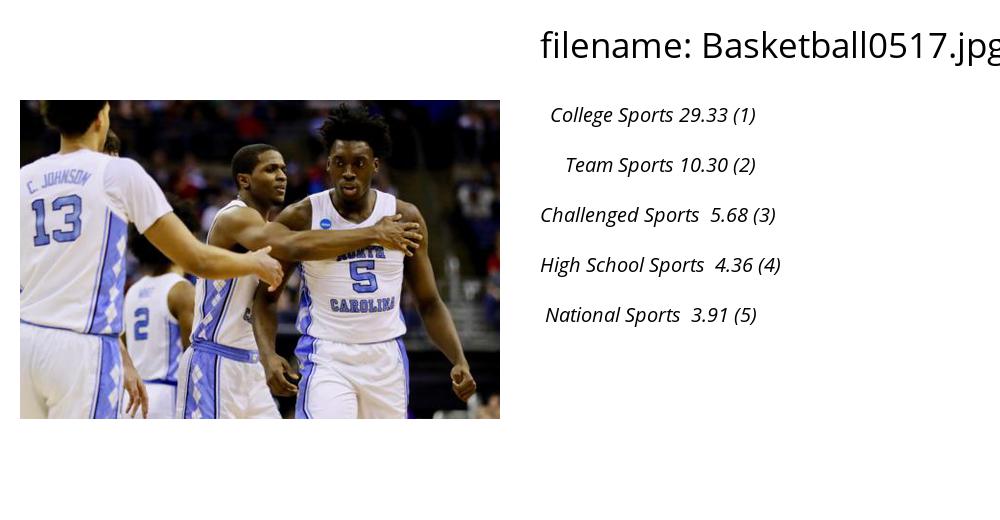 filename: Basketball0517.jpg
College Sports 29.33 (1)
Team Sports 10.30 (2)
Challenged Sports 5.68 (3)
High School Sports 4.36 (4)
National Sports 3.91 (5)
C. JOHNSON
13
2
NORTH
5
CAROLINA